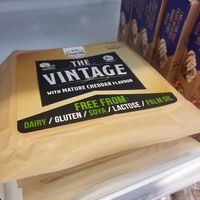 THE
VINTAGE
WITH MATURE CHEDDAR FLAVOUR
FREE FROM
DAIRY / GLUTEN / SOYA / LACTOSE / PALM OIL